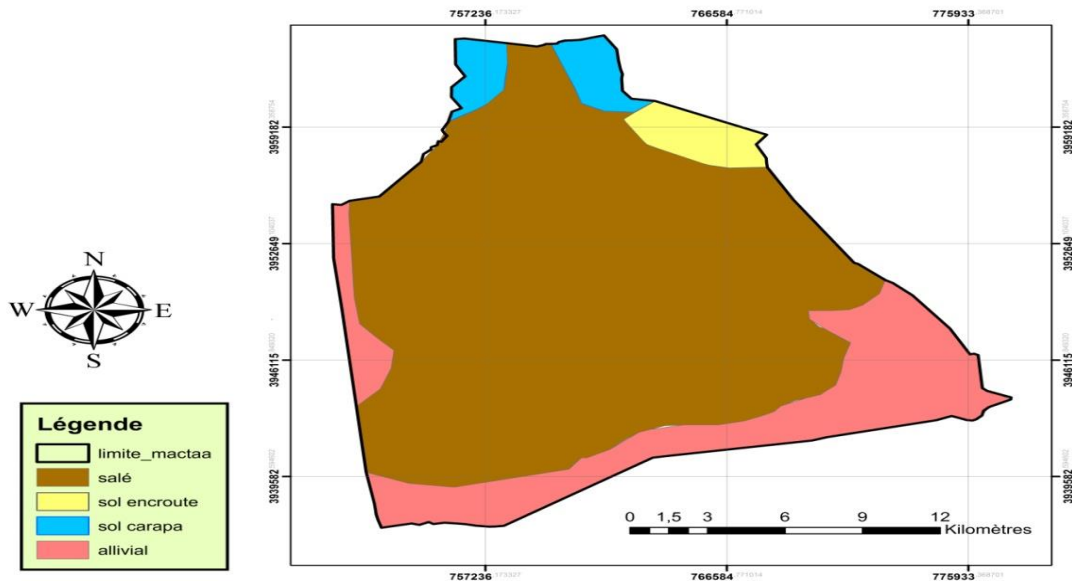 757236 766584 775933
3959182 3959182
3952649 3952649
3946115 3946115
3939582 3939582
N
W E
S
Légende
limite_mactaa
salé
sol encroute
sol carapa
allivial
0 1,5 3 6 9 12
Kilomètres
757236 766584 775933